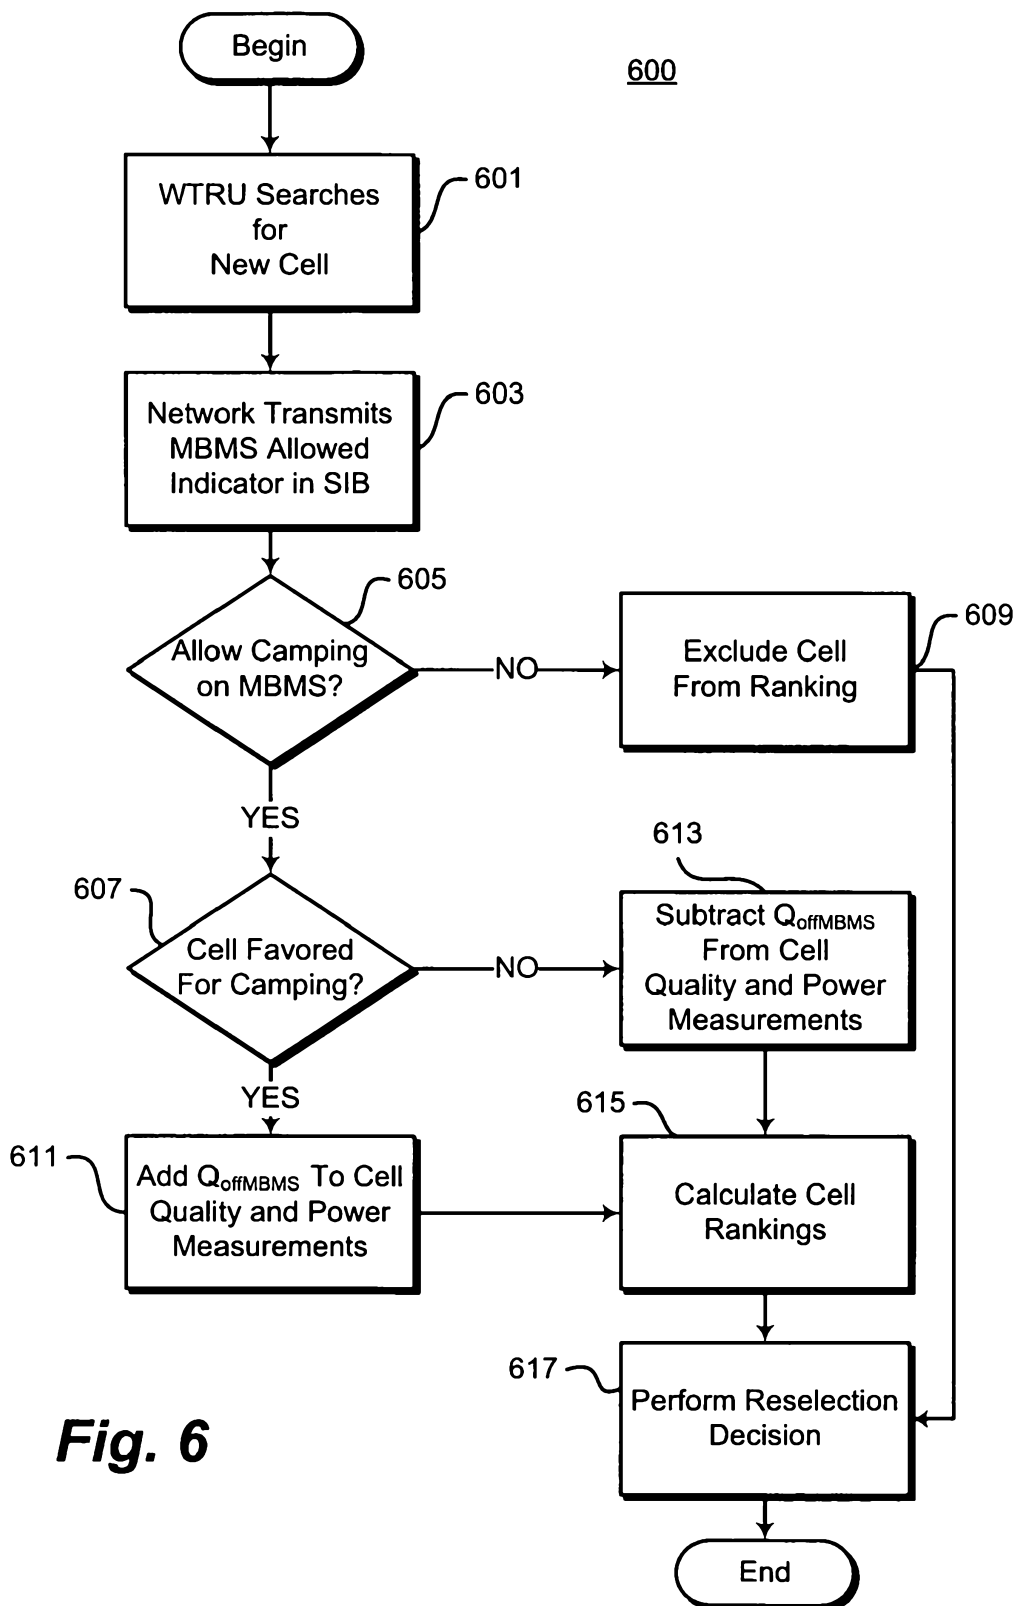 Begin
600
WTRU Searches
for
New Cell
601
Network Transmits
MBMS Allowed
Indicator in SIB
603
605
Allow Camping
on MBMS?
NO
Exclude Cell
From Ranking
609
YES
607
Cell Favored
For Camping?
NO
613
Subtract QoffMBMS
From Cell
Quality and Power
Measurements
YES
611
Add QoffMBMS To Cell
Quality and Power
Measurements
615
Calculate Cell
Rankings
617
Perform Reselection
Decision
Fig. 6
End